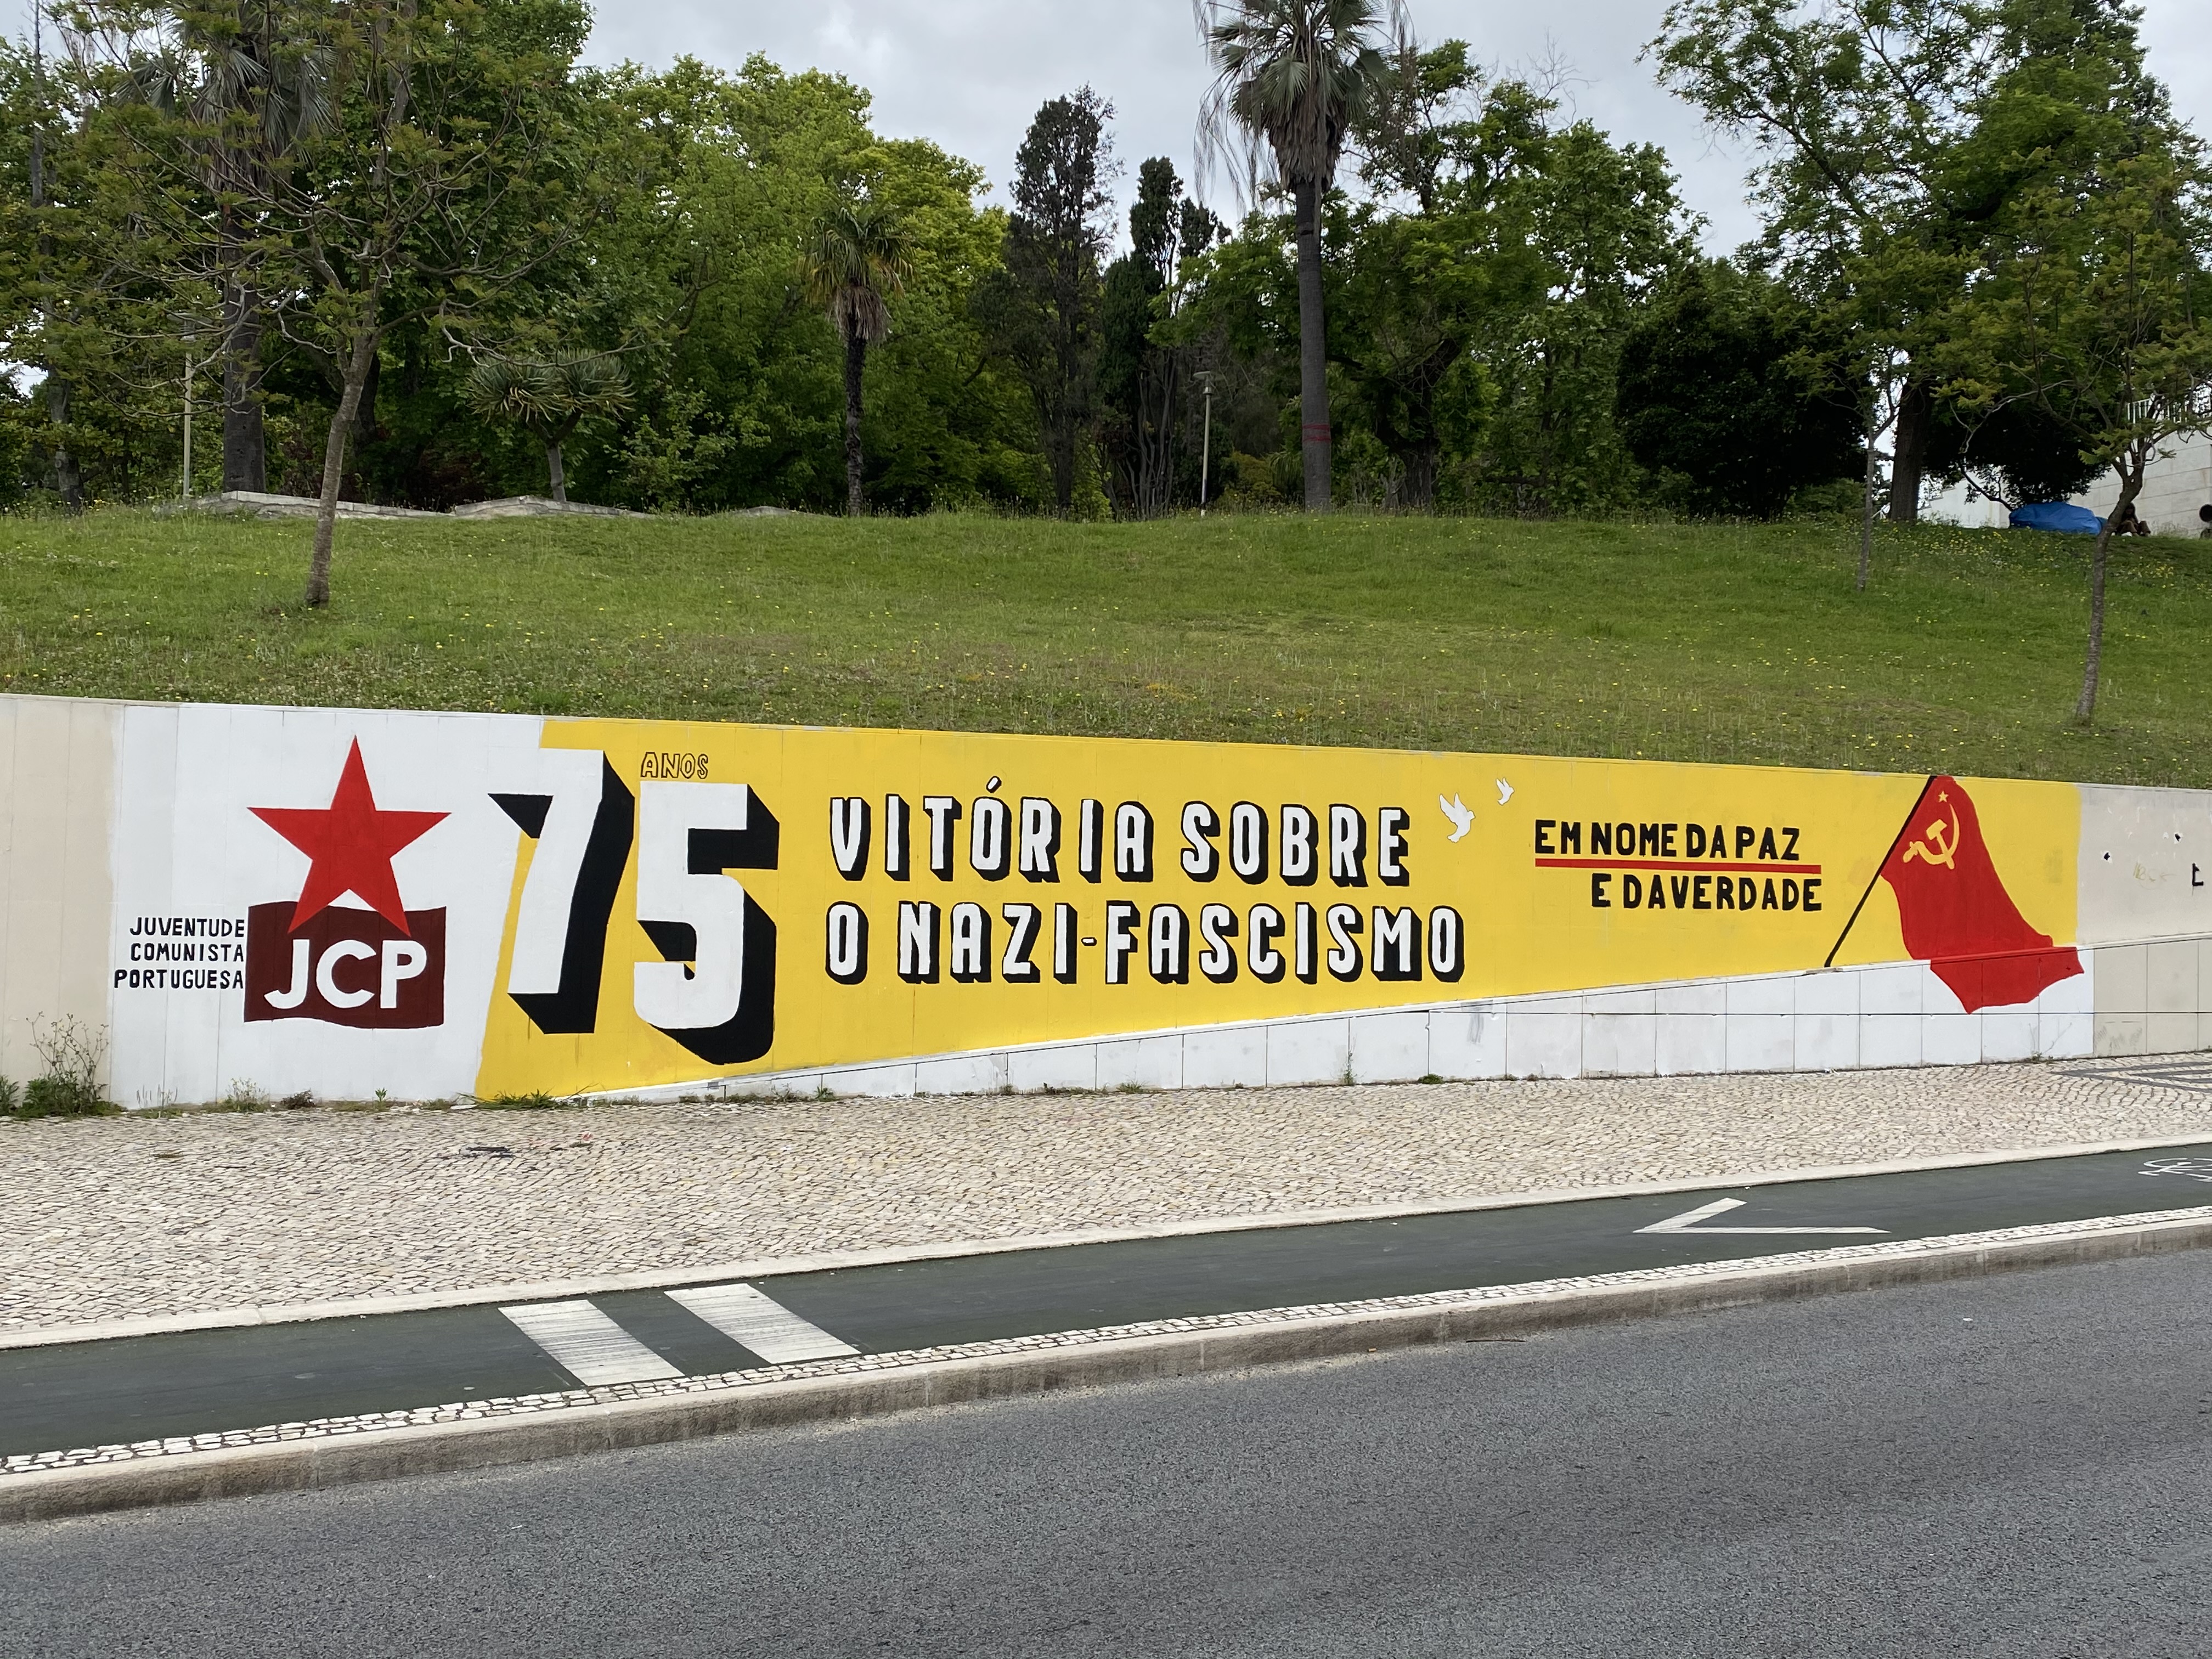 JUVENTUDE
COMUNISTA
PORTUGUESA
JCP
75
ANOS
VITÓRIA SOBRE
O NAZI-FASCISMO
EM NOME DA PAZ
E DA VERDADE